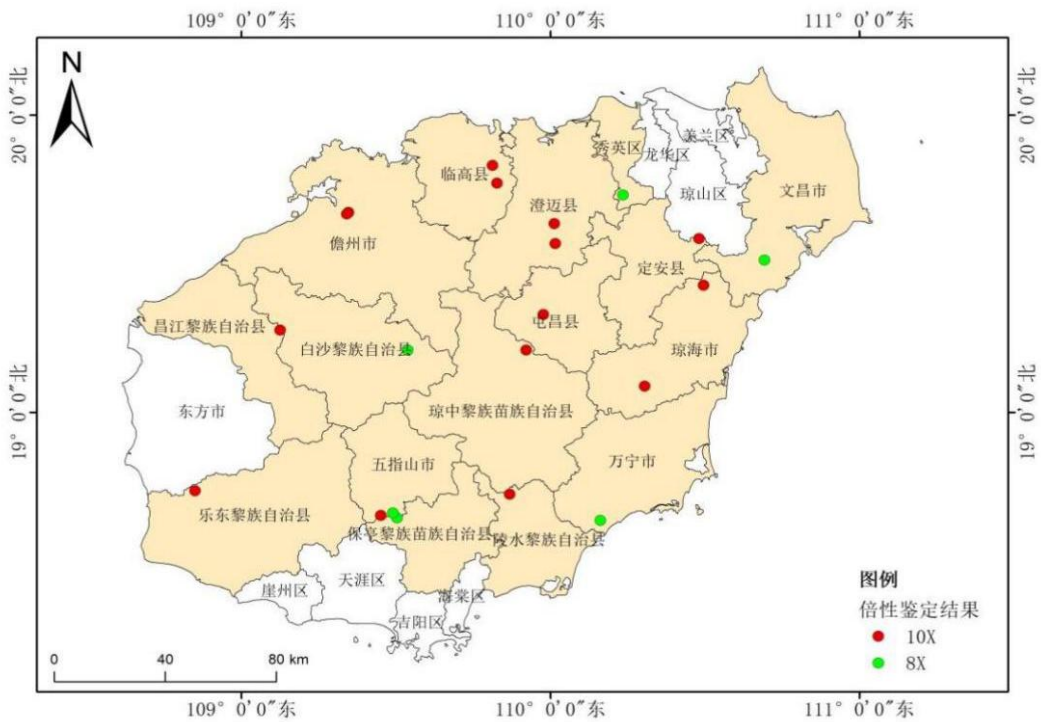 109° 0'0"东
110° 0'0"东
111° 0'0"东
N
20° 0'0"北
20° 0'0"北
美兰区
秀英区
龙华区
临高县
琼山区
文昌市
澄迈县
儋州市
定安县
屯昌县
昌江黎族自治县
白沙黎族自治县
琼海市
东方市
琼中黎族苗族自治县
19° 0'0"北
19° 0'0"北
五指山市
万宁市
乐东黎族自治县
保亭黎族苗族自治县
陵水黎族自治县
天涯区
崖州区
海棠区
吉阳区
图例
倍性鉴定结果
10X
8X
0 40 80 km
109° 0'0"东
110° 0'0"东
111° 0'0"东